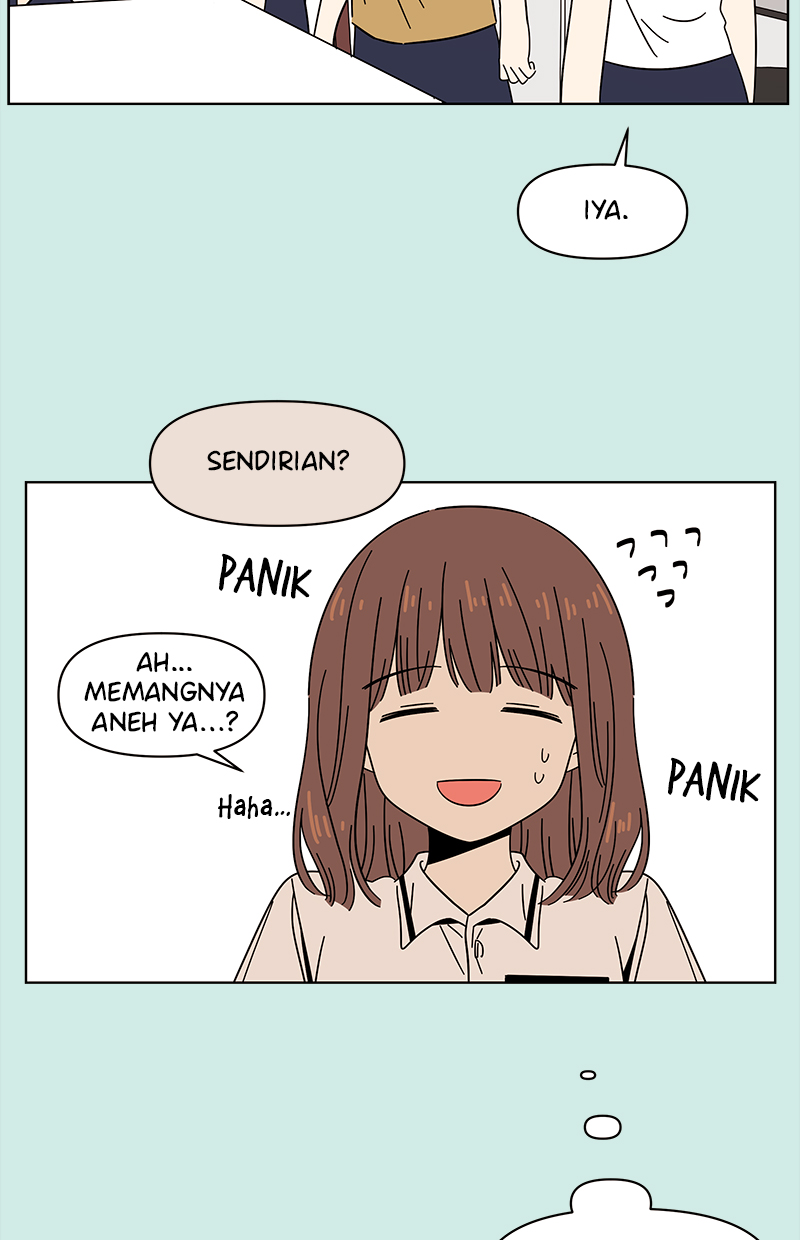 IYA.
SENDIRIAN?
PANIK
AH...
MEMANGNYA
ANEH YA...?
Haha...
PANIK